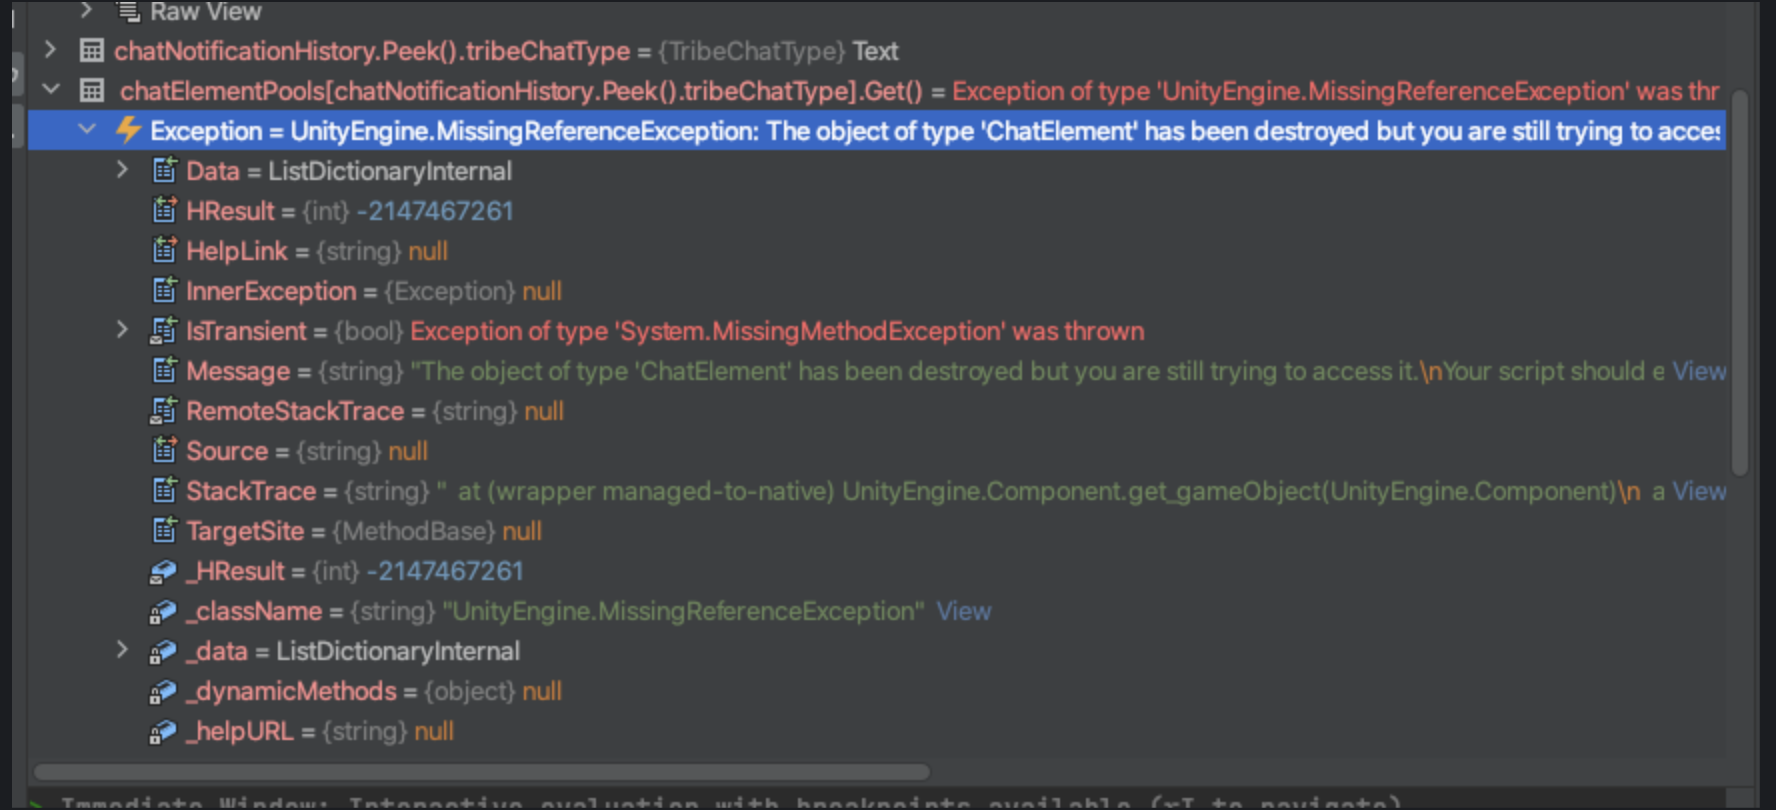 Raw View
chatNotificationHistory.Peek().tribeChatType = {TribeChatType} Text
chatElementPools[chatNotificationHistory.Peek().tribeChatType].Get() = Exception of type 'UnityEngine.MissingReferenceException' was thr
Exception = UnityEngine.MissingReferenceException: The object of type 'ChatElement' has been destroyed but you are still trying to acces
Data = ListDictionaryInternal
HResult = {int} -2147467261
HelpLink = {string} null
InnerException = {Exception} null
IsTransient = {bool} Exception of type 'System.MissingMethodException' was thrown
Message = {string} "The object of type 'ChatElement' has been destroyed but you are still trying to access it.\nYour script should e View
RemoteStackTrace = {string} null
Source = {string} null
StackTrace = {string} "  at (wrapper managed-to-native) UnityEngine.Component.get_gameObject(UnityEngine.Component)\n  a View
TargetSite = {MethodBase} null
_HResult = {int} -2147467261
_className = {string} "UnityEngine.MissingReferenceException" View
_data = ListDictionaryInternal
_dynamicMethods = {object} null
_helpURL = {string} null
> Immediate Window: Interactive evaluation with breakpoints available (to navigate)